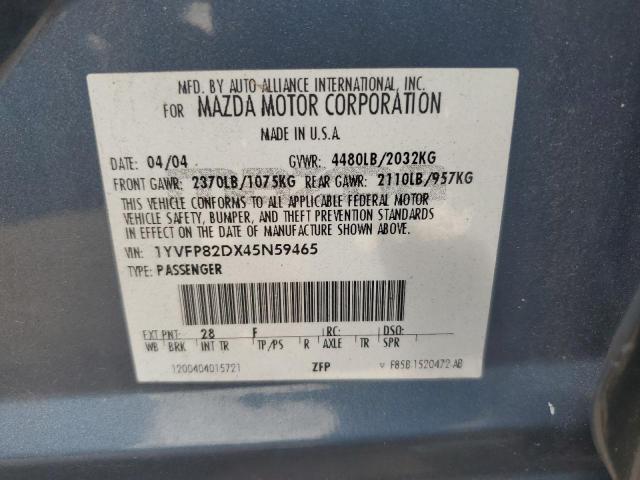 MFD. BY AUTO ALLIANCE INTERNATIONAL, INC.
FOR MAZDA MOTOR CORPORATION
MADE IN U.S.A.
DATE: 04/04 GVWR: 4480LB/2032KG
FRONT GAWR: 2370LB/1075KG REAR GAWR: 2110LB/957KG
THIS VEHICLE CONFORMS TO ALL APPLICABLE FEDERAL MOTOR
VEHICLE SAFETY, BUMPER, AND THEFT PREVENTION STANDARDS
IN EFFECT ON THE DATE OF MANUFACTURE SHOWN ABOVE.
VIN: 1YVFP82DX45N59465
TYPE: PASSENGER
EXT PNT: 28 F RC: DSO:
WB BRK INT TR TP/PS R AXLE TR SPR
1200404015721 ZFP V F85B-1520472-AB